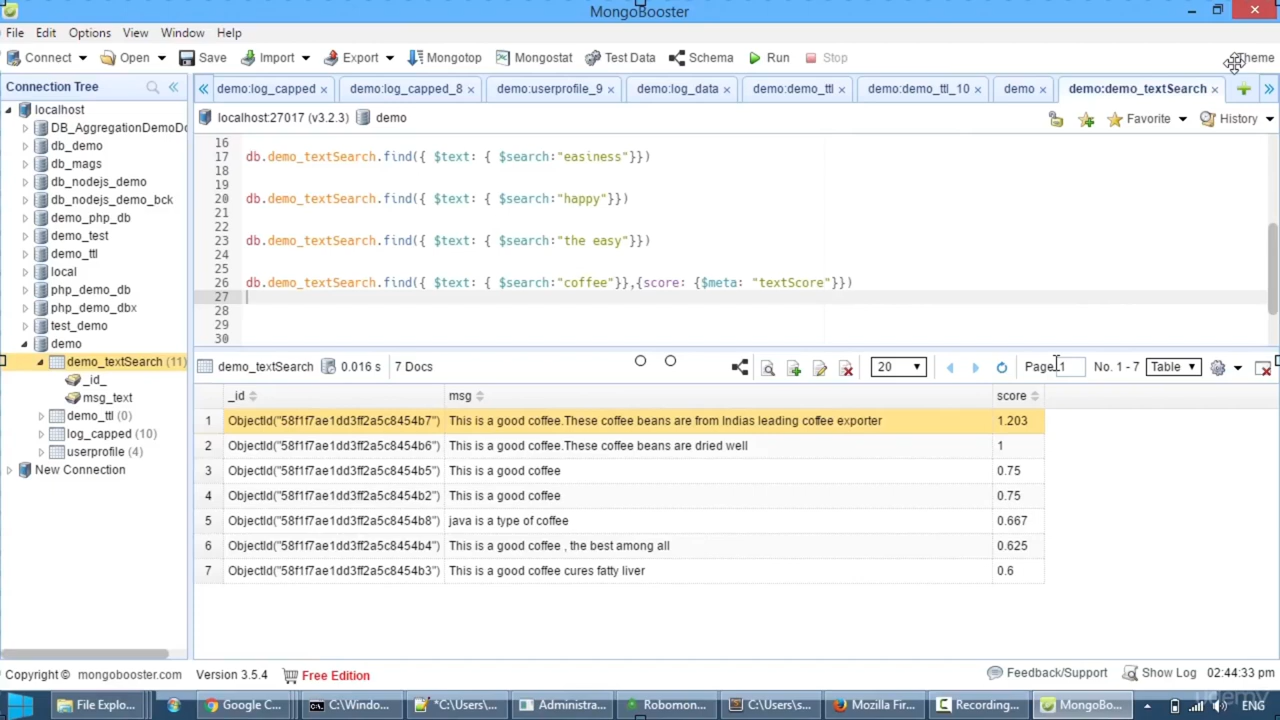 MongoBooster
File Edit Options View Window Help
Connect Open Save Import Export Mongotop Mongostat Test Data Schema Run Stop Theme
Connection Tree
demo:log_capped × demo:log_capped_8 × demo:userprofile_9 × demo:log_data × demo:demo_ttl × demo:demo_ttl_10 × demo × demo:demo_textSearch ×
localhost:27017 (v3.2.3) demo Favorite History
localhost
DB_AggregationDemoDo
db_demo
db_mags
db_nodejs_demo
db_nodejs_demo_bck
demo_php_db
demo_test
demo_ttl
local
php_demo_db
php_demo_dbx
test_demo
demo
demo_textSearch (11)
_id_
msg_text
demo_ttl (0)
log_capped (10)
userprofile (4)
New Connection
16
17 db.demo_textSearch.find({ $text: { $search:"easiness"}})
18
19
20 db.demo_textSearch.find({ $text: { $search:"happy"}})
21
22
23 db.demo_textSearch.find({ $text: { $search:"the easy"}})
24
25
26 db.demo_textSearch.find({ $text: { $search:"coffee"}},{score: {$meta: "textScore"}})
27
28
29
30
demo_textSearch 0.016 s 7 Docs 20 Page 1 No. 1 - 7 Table
_id msg score
1 ObjectId("58f1f7ae1dd3ff2a5c8454b7") This is a good coffee.These coffee beans are from Indias leading coffee exporter 1.203
2 ObjectId("58f1f7ae1dd3ff2a5c8454b6") This is a good coffee.These coffee beans are dried well 1
3 ObjectId("58f1f7ae1dd3ff2a5c8454b5") This is a good coffee 0.75
4 ObjectId("58f1f7ae1dd3ff2a5c8454b2") This is a good coffee 0.75
5 ObjectId("58f1f7ae1dd3ff2a5c8454b8") java is a type of coffee 0.667
6 ObjectId("58f1f7ae1dd3ff2a5c8454b4") This is a good coffee , the best among all 0.625
7 ObjectId("58f1f7ae1dd3ff2a5c8454b3") This is a good coffee cures fatty liver 0.6
Copyright © mongobooster.com Version 3.5.4 Free Edition Feedback/Support Show Log 02:44:33 pm
File Explo... Google C... C:\Windo... *C:\Users\... Administra... Robomon... C:\Users\s... Mozilla Fir... Recording... MongoBo... ENG
udemy